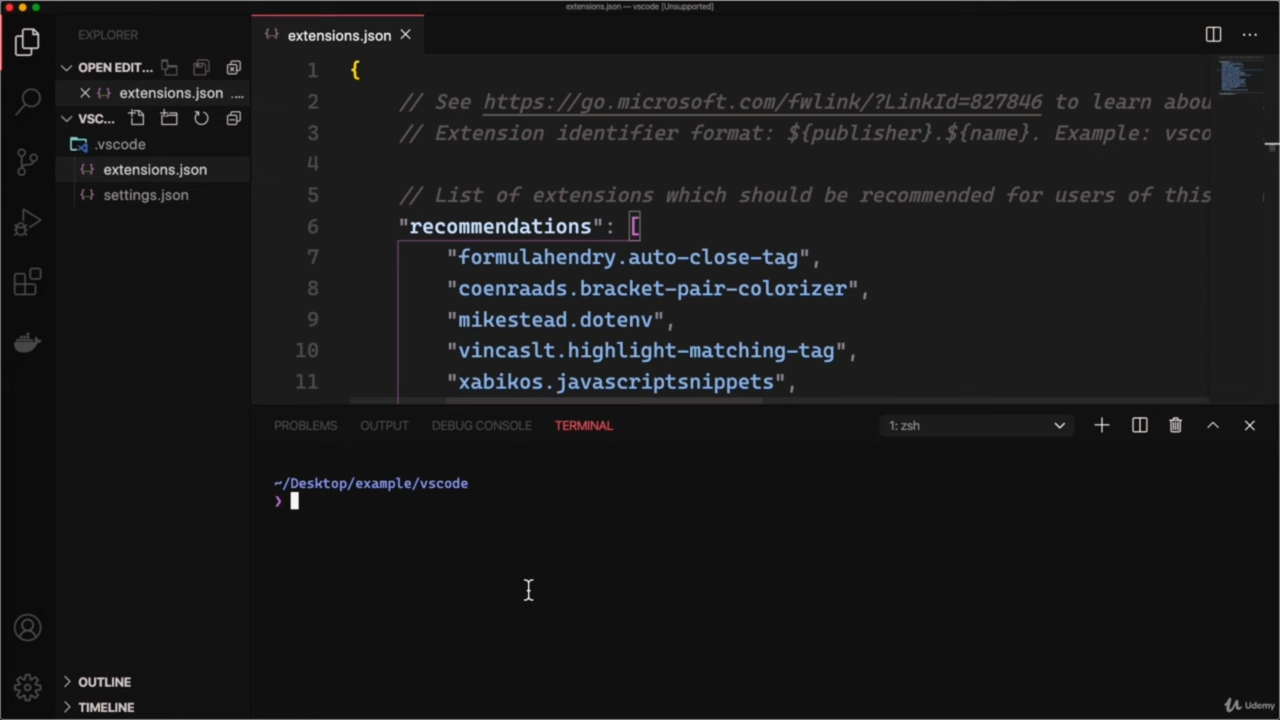 extensions.json — vscode [Unsupported]
EXPLORER
OPEN EDIT...
extensions.json ...
VSC...
.vscode
extensions.json
settings.json
OUTLINE
TIMELINE
extensions.json
1 {
2 // See https://go.microsoft.com/fwlink/?LinkId=827846 to learn abou
3 // Extension identifier format: ${publisher}.${name}. Example: vsco
4
5 // List of extensions which should be recommended for users of this
6 "recommendations": [
7 "formulahendry.auto-close-tag",
8 "coenraads.bracket-pair-colorizer",
9 "mikestead.dotenv",
10 "vincaslt.highlight-matching-tag",
11 "xabikos.javascriptsnippets",
PROBLEMS OUTPUT DEBUG CONSOLE TERMINAL 1: zsh
~/Desktop/example/vscode
❯
Udemy